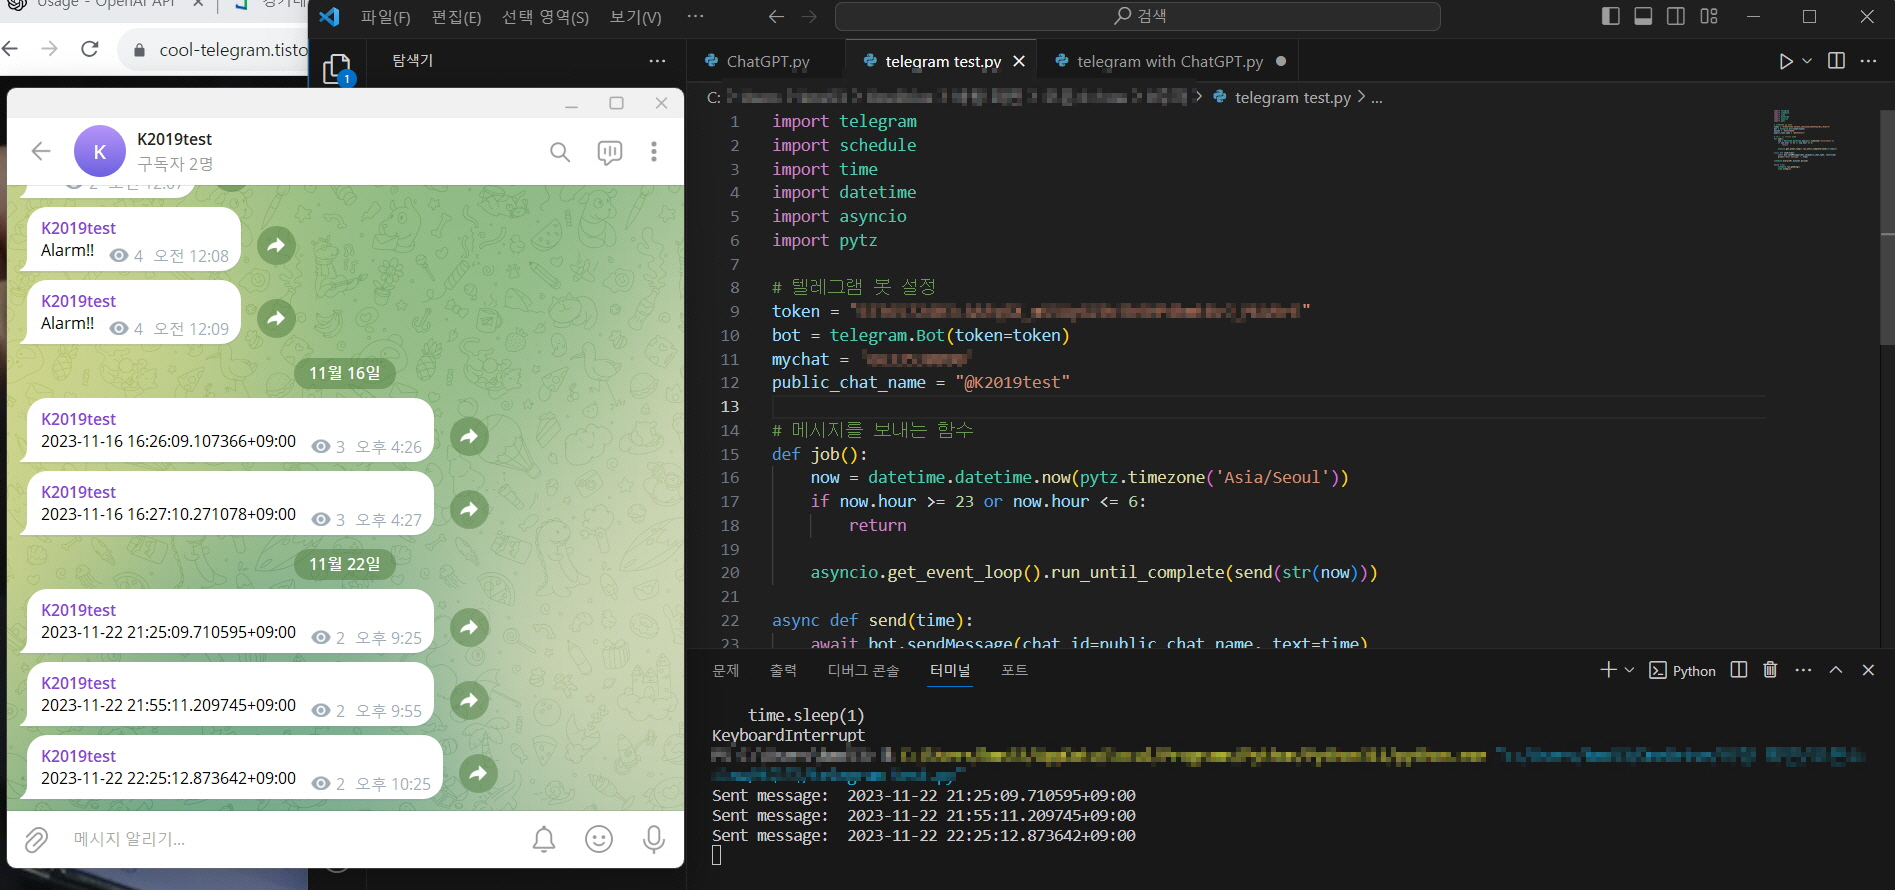 Usage - OpenAI API
cool-telegram.tisto
파일(F) 편집(E) 선택 영역(S) 보기(V) ...
검색
탐색기 ...
1
ChatGPT.py
telegram test.py
telegram with ChatGPT.py
C: > telegram test.py > ...
K
K2019test
구독자 2명
2 오전 12:07
K2019test
Alarm!! 4 오전 12:08
K2019test
Alarm!! 4 오전 12:09
11월 16일
K2019test
2023-11-16 16:26:09.107366+09:00 3 오후 4:26
K2019test
2023-11-16 16:27:10.271078+09:00 3 오후 4:27
11월 22일
K2019test
2023-11-22 21:25:09.710595+09:00 2 오후 9:25
K2019test
2023-11-22 21:55:11.209745+09:00 2 오후 9:55
K2019test
2023-11-22 22:25:12.873642+09:00 2 오후 10:25
메시지 알리기...
1 import telegram
2 import schedule
3 import time
4 import datetime
5 import asyncio
6 import pytz
7
8 # 텔레그램 봇 설정
9 token = " "
10 bot = telegram.Bot(token=token)
11 mychat = ' '
12 public_chat_name = "@K2019test"
13
14 # 메시지를 보내는 함수
15 def job():
16 now = datetime.datetime.now(pytz.timezone('Asia/Seoul'))
17 if now.hour >= 23 or now.hour <= 6:
18 return
19
20 asyncio.get_event_loop().run_until_complete(send(str(now)))
21
22 async def send(time):
23 await bot.sendMessage(chat_id=public_chat_name, text=time)
문제 출력 디버그 콘솔 터미널 포트
Python
time.sleep(1)
KeyboardInterrupt
Sent message: 2023-11-22 21:25:09.710595+09:00
Sent message: 2023-11-22 21:55:11.209745+09:00
Sent message: 2023-11-22 22:25:12.873642+09:00